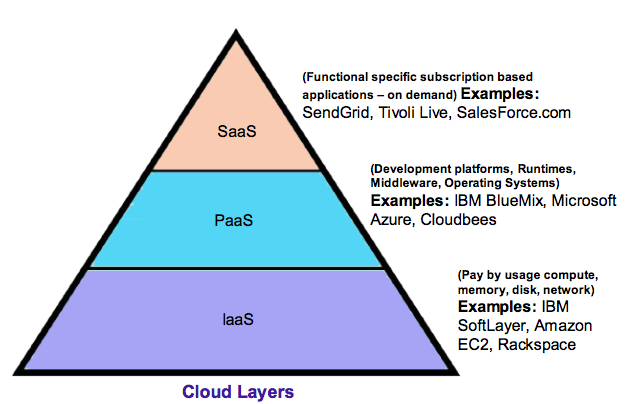 (Functional specific subscription based
applications – on demand) Examples:
SendGrid, Tivoli Live, SalesForce.com
SaaS
(Development platforms, Runtimes,
Middleware, Operating Systems)
Examples: IBM BlueMix, Microsoft
Azure, Cloudbees
PaaS
(Pay by usage compute,
memory, disk, network)
Examples: IBM
SoftLayer, Amazon
EC2, Rackspace
IaaS
Cloud Layers